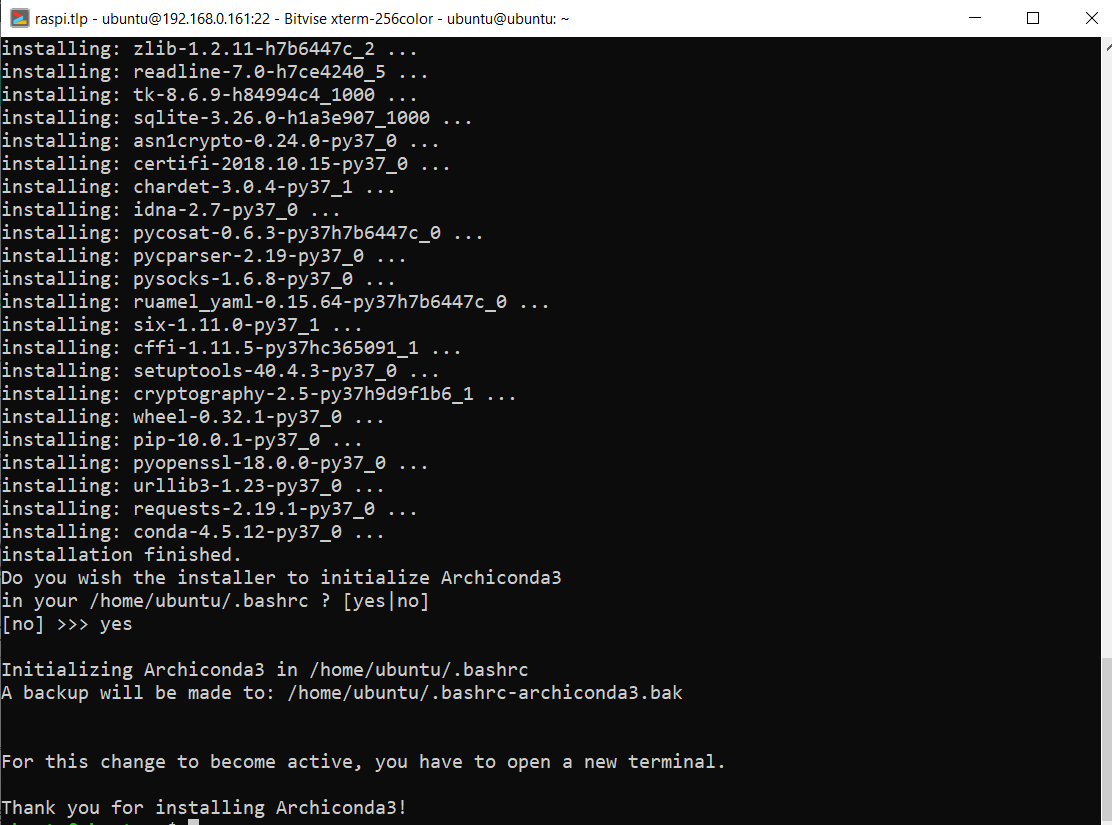 raspi.tlp - ubuntu@192.168.0.161:22 - Bitvise xterm-256color - ubuntu@ubuntu: ~
installing: zlib-1.2.11-h7b6447c_2 ...
installing: readline-7.0-h7ce4240_5 ...
installing: tk-8.6.9-h84994c4_1000 ...
installing: sqlite-3.26.0-h1a3e907_1000 ...
installing: asn1crypto-0.24.0-py37_0 ...
installing: certifi-2018.10.15-py37_0 ...
installing: chardet-3.0.4-py37_1 ...
installing: idna-2.7-py37_0 ...
installing: pycosat-0.6.3-py37h7b6447c_0 ...
installing: pycparser-2.19-py37_0 ...
installing: pysocks-1.6.8-py37_0 ...
installing: ruamel_yaml-0.15.64-py37h7b6447c_0 ...
installing: six-1.11.0-py37_1 ...
installing: cffi-1.11.5-py37hc365091_1 ...
installing: setuptools-40.4.3-py37_0 ...
installing: cryptography-2.5-py37h9d9f1b6_1 ...
installing: wheel-0.32.1-py37_0 ...
installing: pip-10.0.1-py37_0 ...
installing: pyopenssl-18.0.0-py37_0 ...
installing: urllib3-1.23-py37_0 ...
installing: requests-2.19.1-py37_0 ...
installing: conda-4.5.12-py37_0 ...
installation finished.
Do you wish the installer to initialize Archiconda3
in your /home/ubuntu/.bashrc ? [yes|no]
[no] >>> yes
Initializing Archiconda3 in /home/ubuntu/.bashrc
A backup will be made to: /home/ubuntu/.bashrc-archiconda3.bak
For this change to become active, you have to open a new terminal.
Thank you for installing Archiconda3!